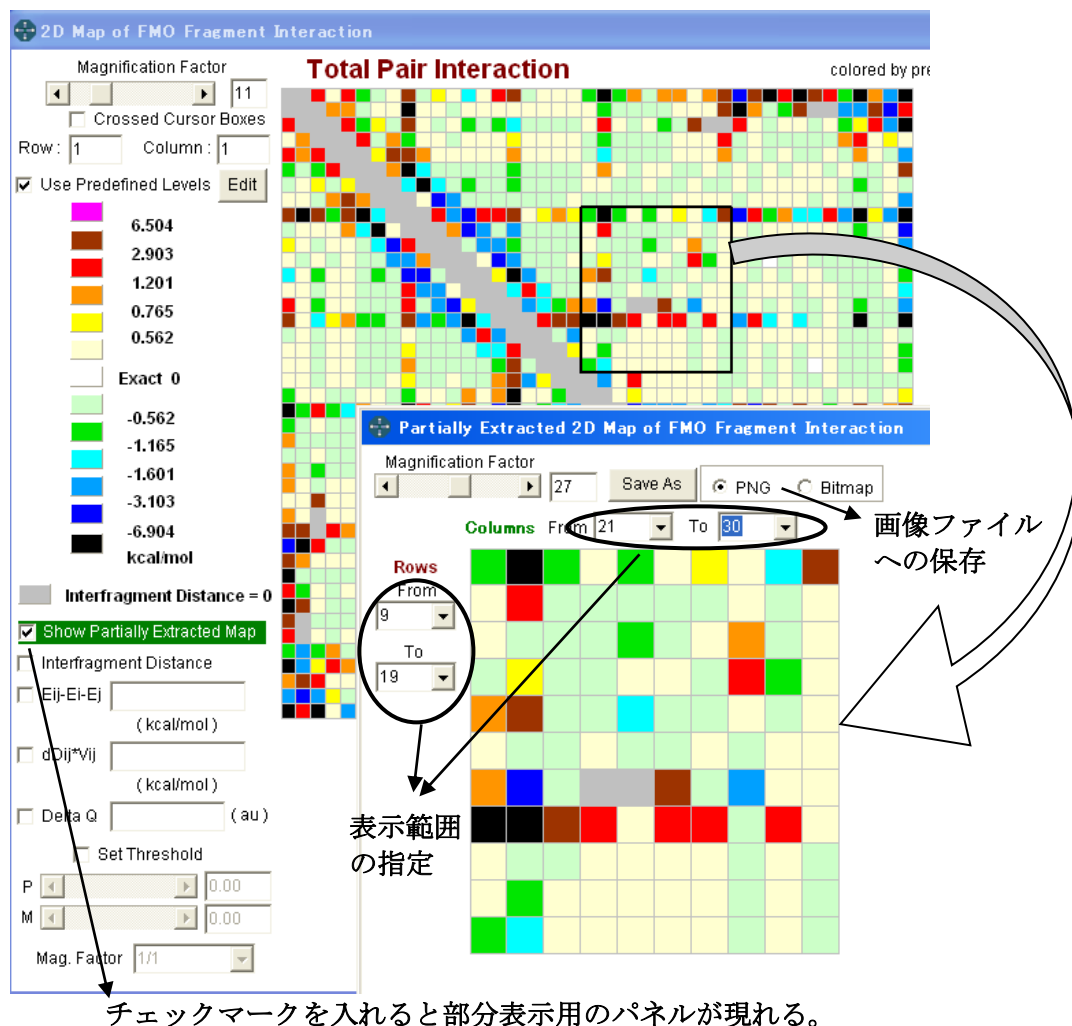 2D Map of FMO Fragment Interaction
Magnification Factor
11
Crossed Cursor Boxes
Row : 1 Column : 1
Use Predefined Levels Edit
6.504
2.903
1.201
0.765
0.562
Exact 0
-0.562
-1.165
-1.601
-3.103
-6.904
kcal/mol
Interfragment Distance = 0
Show Partially Extracted Map
Interfragment Distance
Eij-Ei-Ej
( kcal/mol )
dDij*Vij
( kcal/mol )
Delta Q ( au )
Set Threshold
P 0.00
M 0.00
Mag. Factor 1/1
Total Pair Interaction
colored by pre
Partially Extracted 2D Map of FMO Fragment Interaction
Magnification Factor
27 Save As PNG Bitmap
Columns From 21 To 30
Rows
From
9
To
19
画像ファイル
への保存
表示範囲
の指定
チェックマークを入れると部分表示用のパネルが現れる。